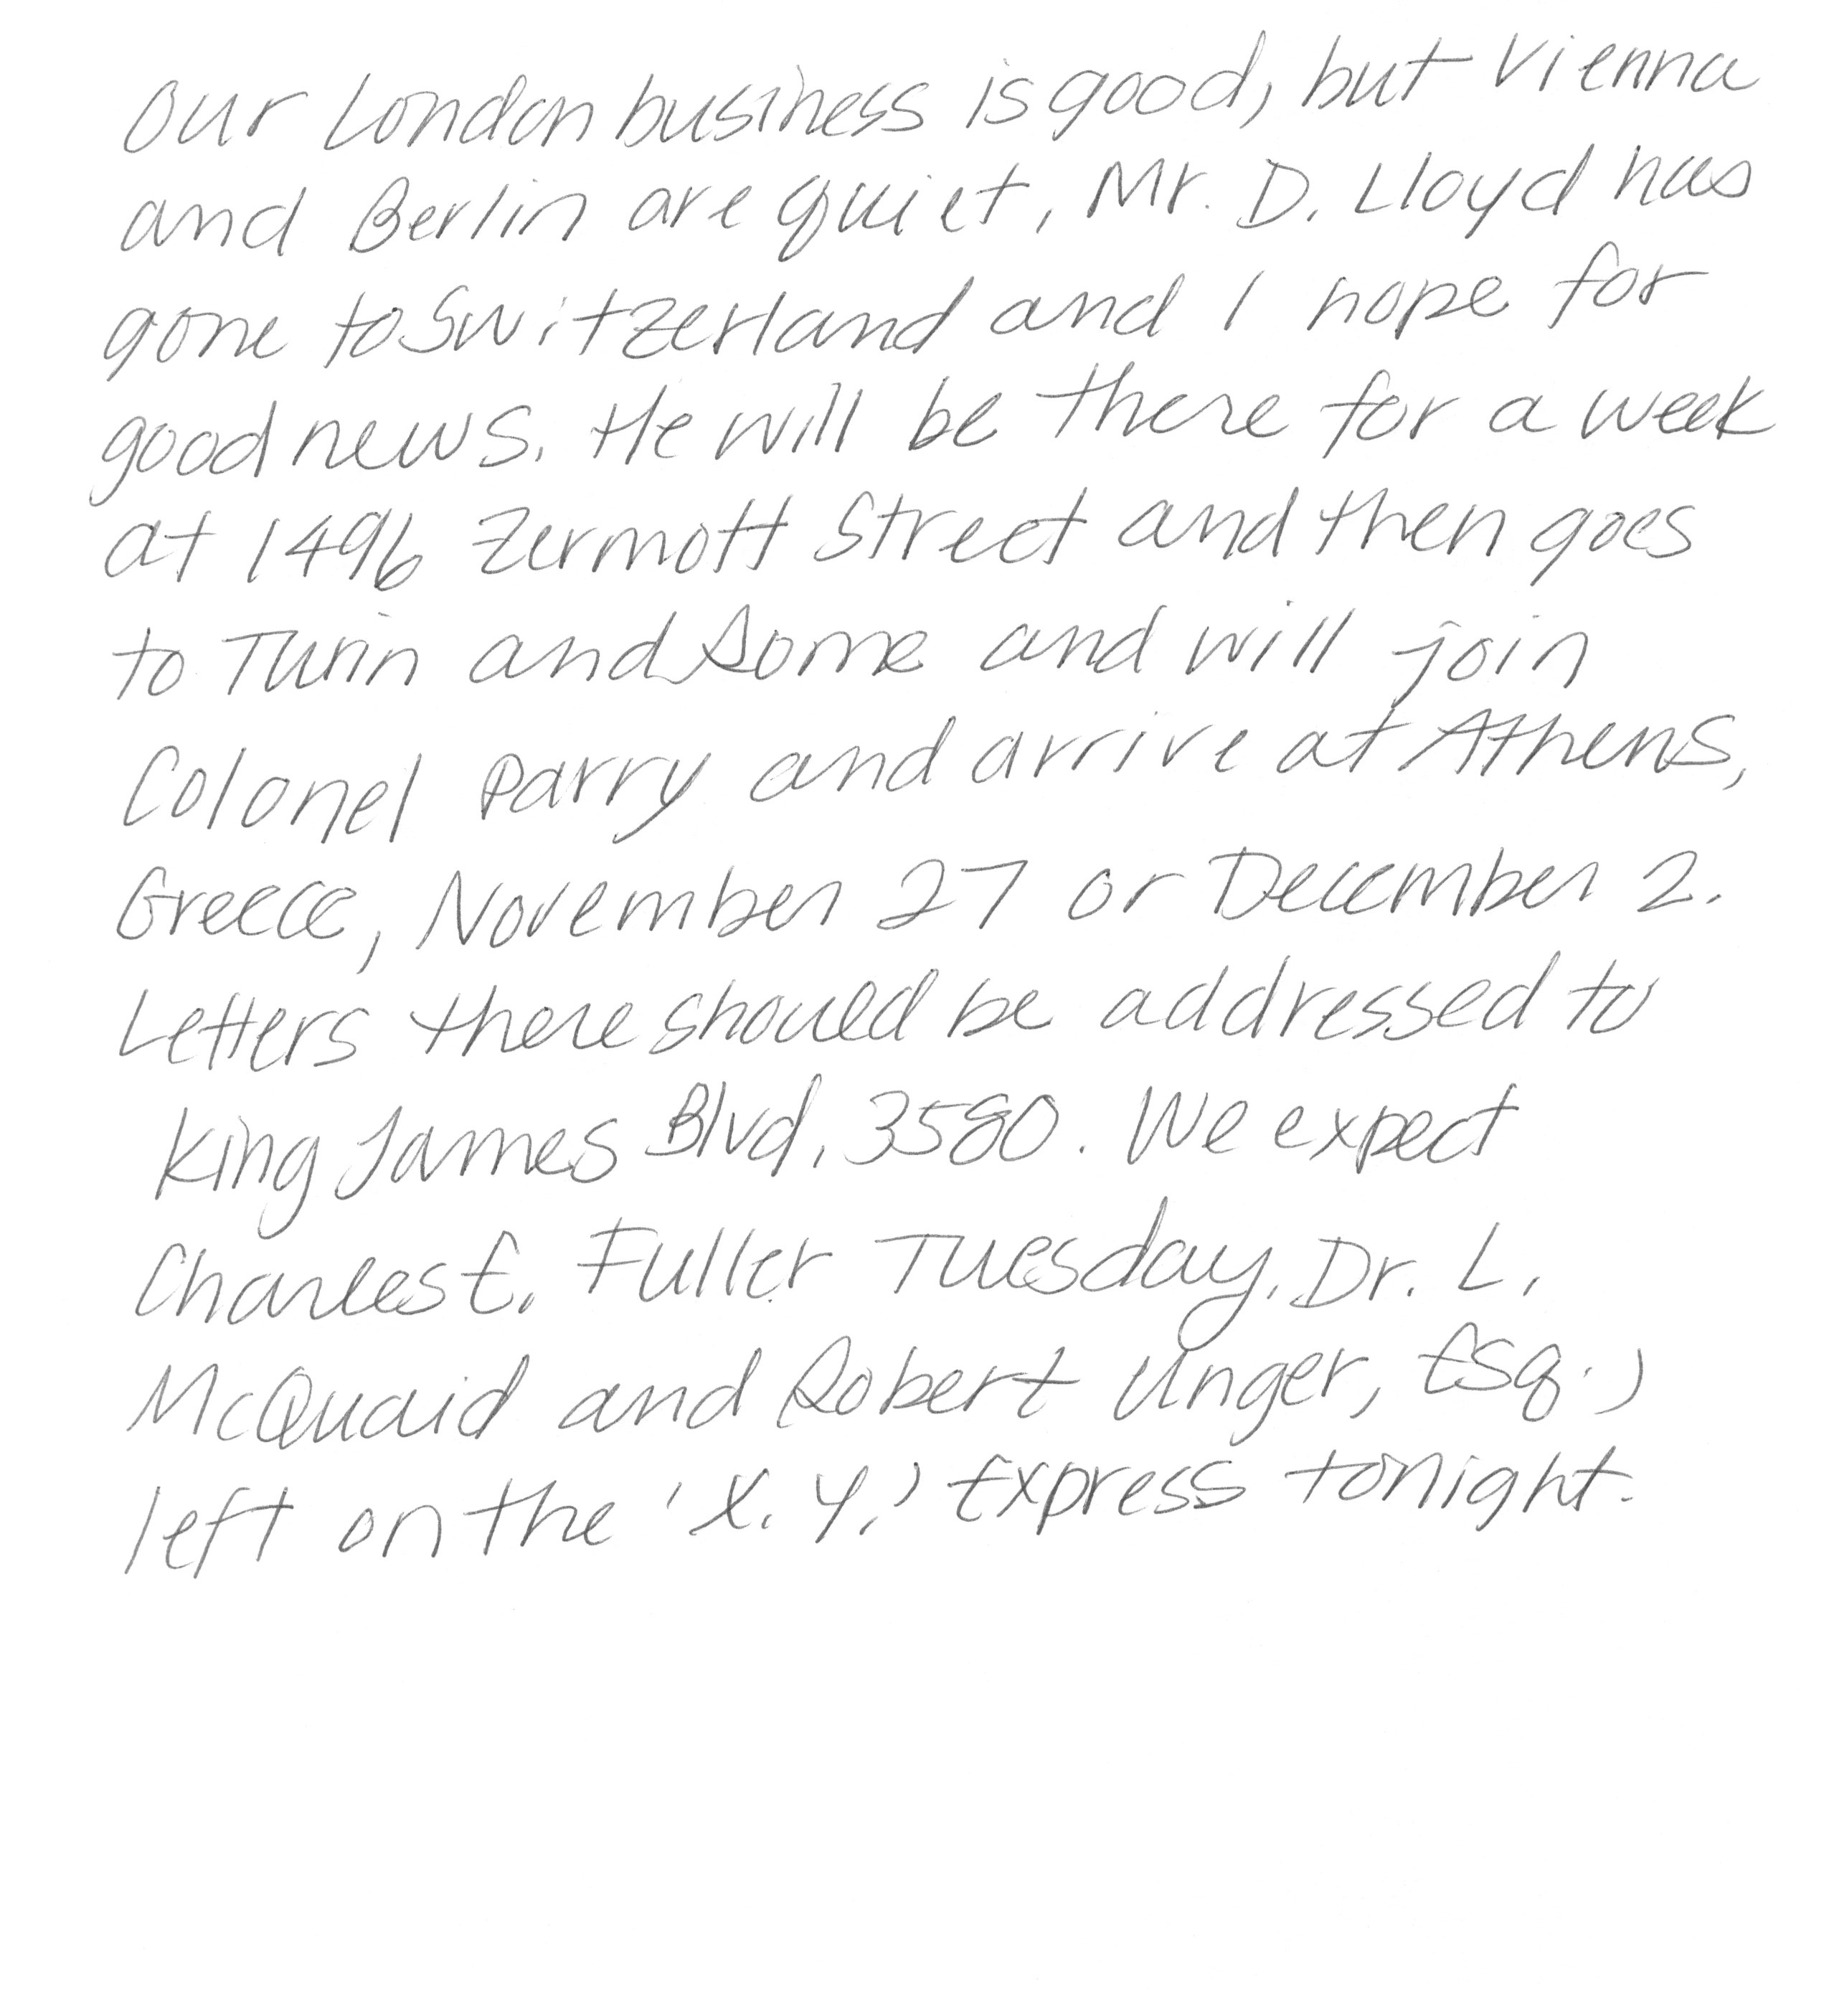 Our London business is good, but Vienna
and Berlin are quiet. Mr. D. Lloyd has
gone to Switzerland and I hope for
good news. He will be there for a week
at 1496 Zermott Street and then goes
to Turin and Rome and will join
Colonel Parry and arrive at Athens,
Greece, November 27 or December 2.
Letters there should be addressed to
King James Blvd. 3580. We expect
Charles E. Fuller Tuesday. Dr. L.
McQuaid and Robert Unger, Esq.,
left on the 'X. Y.' Express tonight.